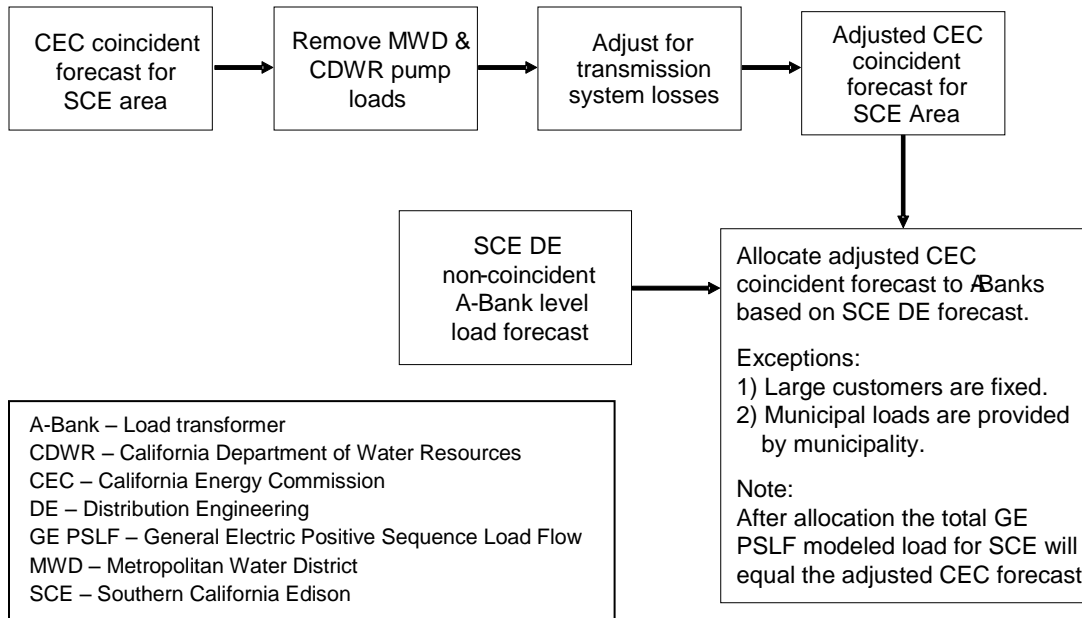 CEC coincident
forecast for
SCE area
Remove MWD &
CDWR pump
loads
Adjust for
transmission
system losses
Adjusted CEC
coincident
forecast for
SCE Area
SCE DE
non-coincident
A-Bank level
load forecast
Allocate adjusted CEC
coincident forecast to A-Banks
based on SCE DE forecast.
Exceptions:
1) Large customers are fixed.
2) Municipal loads are provided
by municipality.
Note:
After allocation the total GE
PSLF modeled load for SCE will
equal the adjusted CEC forecast
A-Bank – Load transformer
CDWR – California Department of Water Resources
CEC – California Energy Commission
DE – Distribution Engineering
GE PSLF – General Electric Positive Sequence Load Flow
MWD – Metropolitan Water District
SCE – Southern California Edison